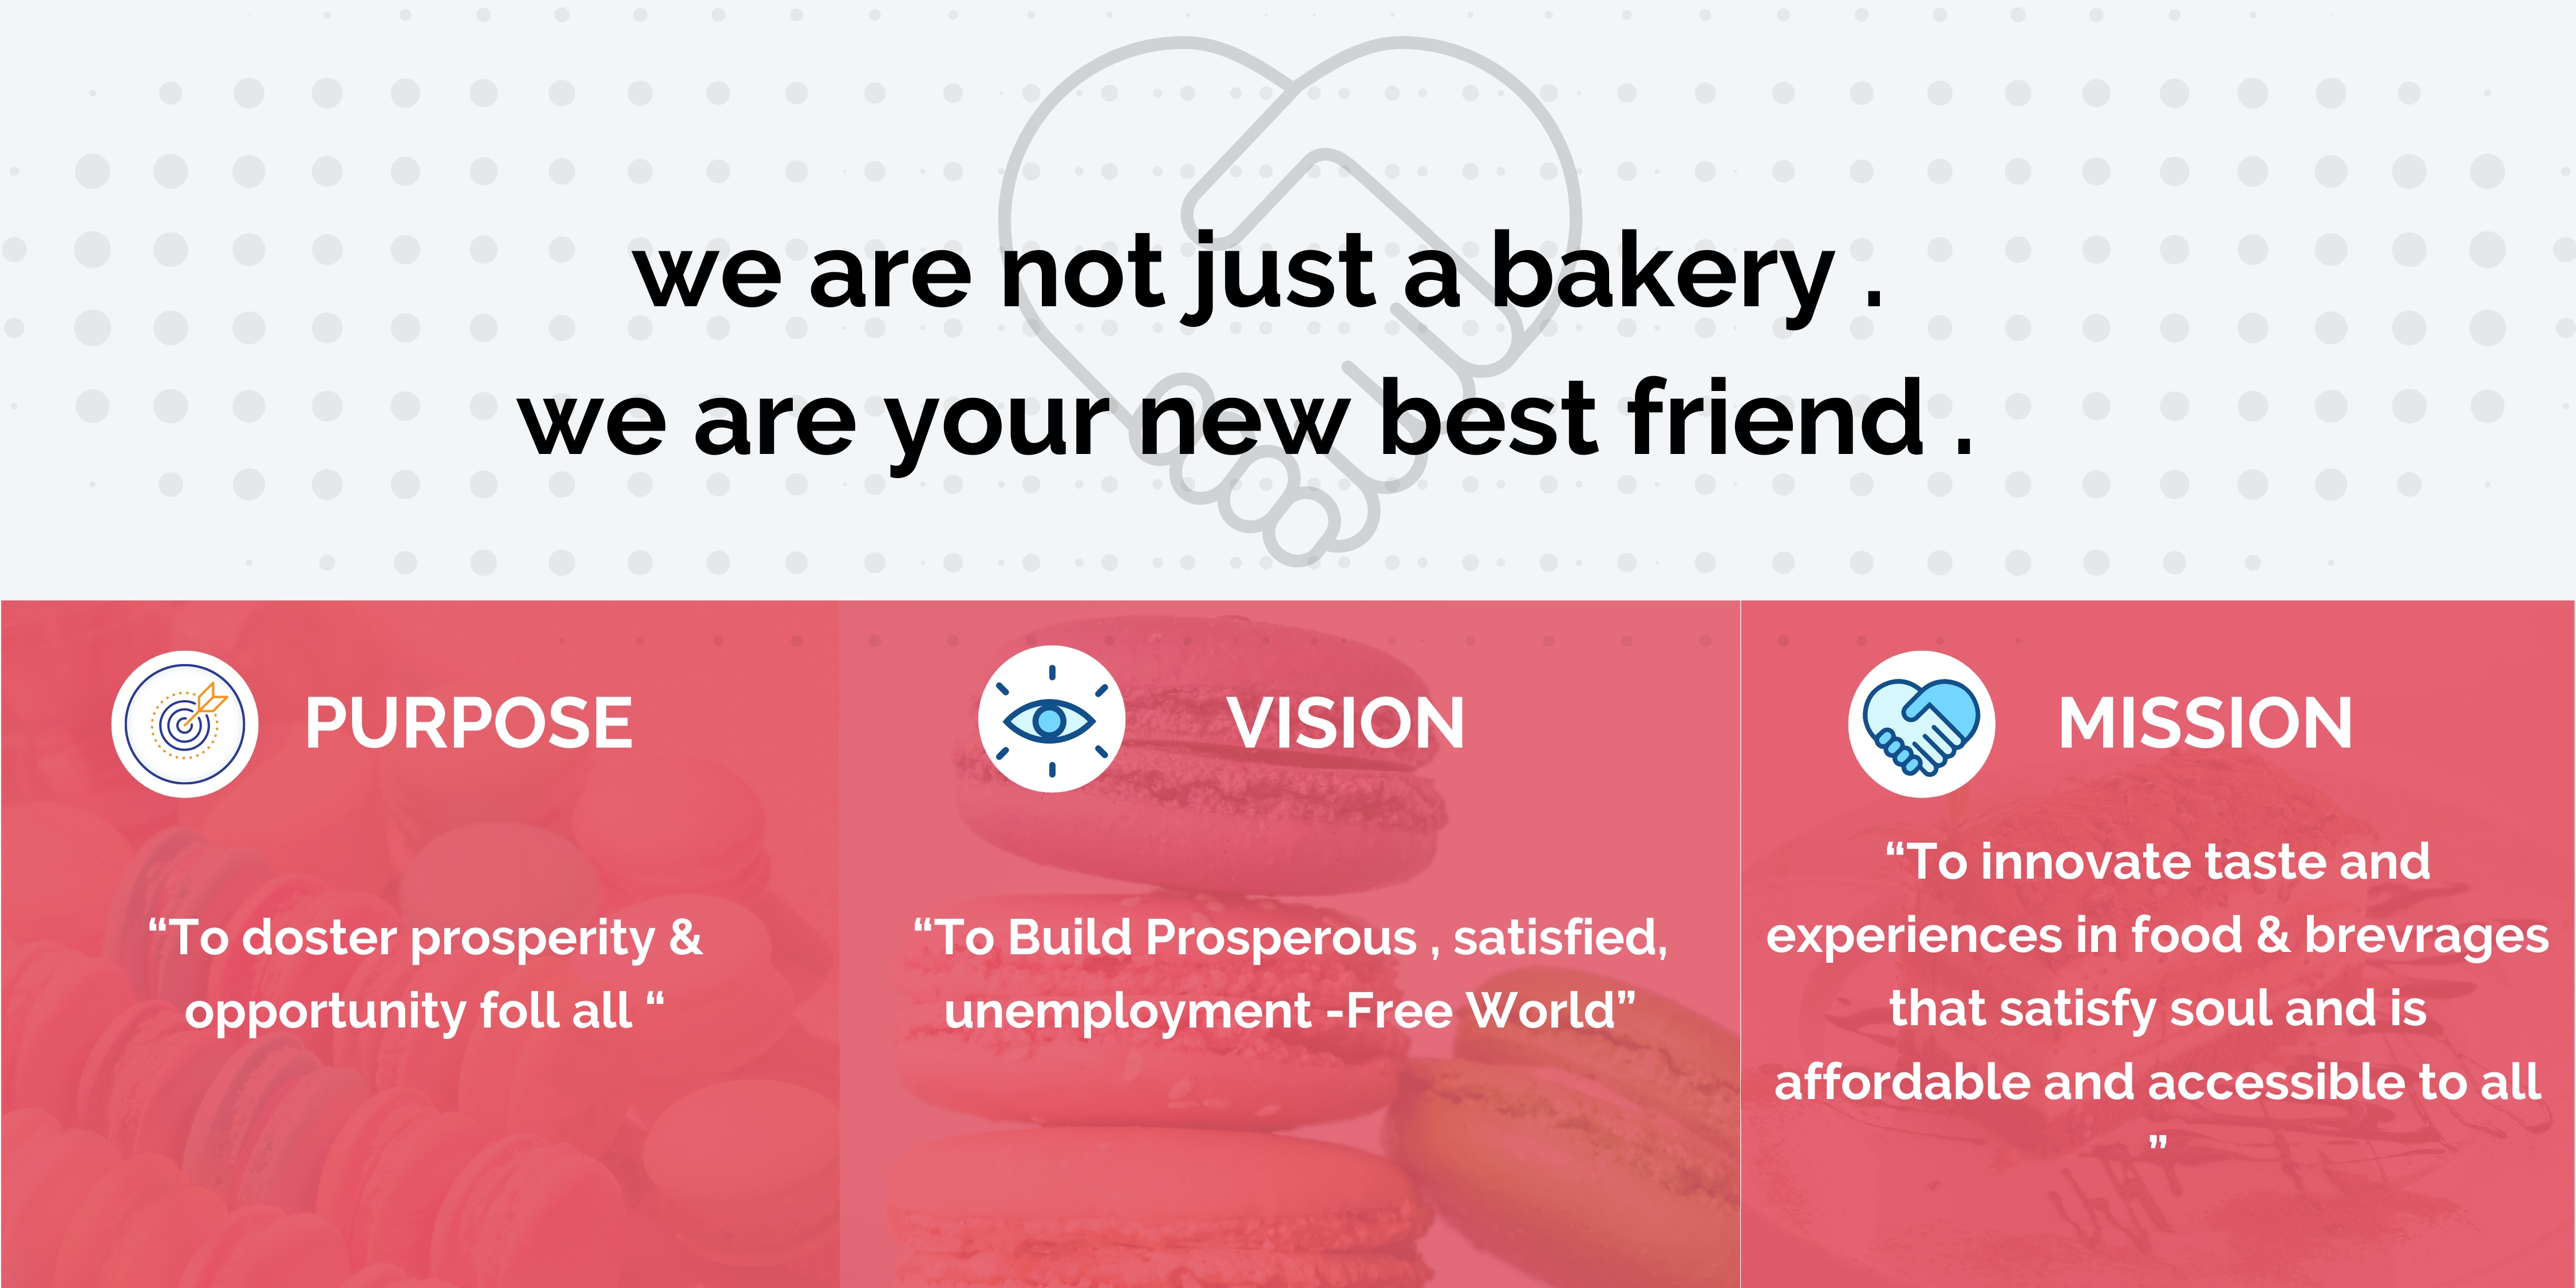 we are not just a bakery .
we are your new best friend .
PURPOSE
“To doster prosperity &
opportunity foll all “
VISION
“To Build Prosperous , satisfied,
unemployment -Free World”
MISSION
“To innovate taste and
experiences in food & brevrages
that satisfy soul and is
affordable and accessible to all
”